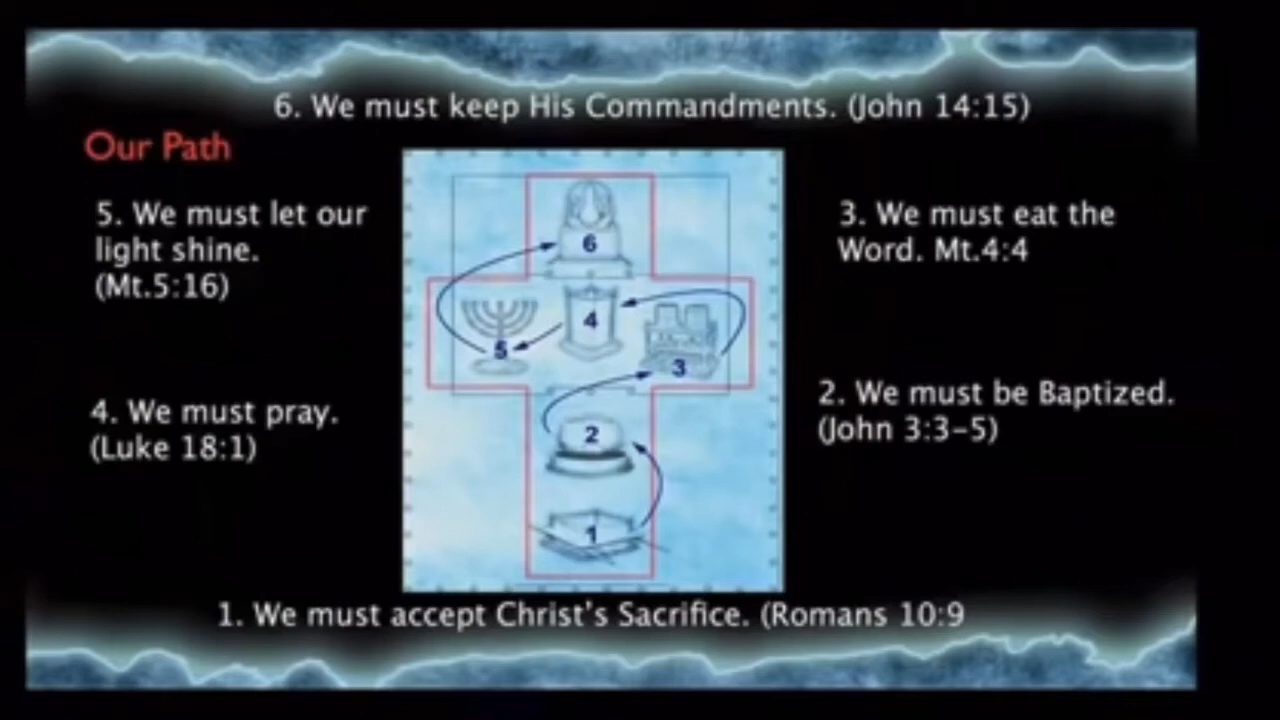 6. We must keep His Commandments. (John 14:15)
Our Path
5. We must let our
light shine.
(Mt.5:16)
3. We must eat the
Word. Mt.4:4
4. We must pray.
(Luke 18:1)
2. We must be Baptized.
(John 3:3-5)
6
4
5
3
2
1
1. We must accept Christ's Sacrifice. (Romans 10:9